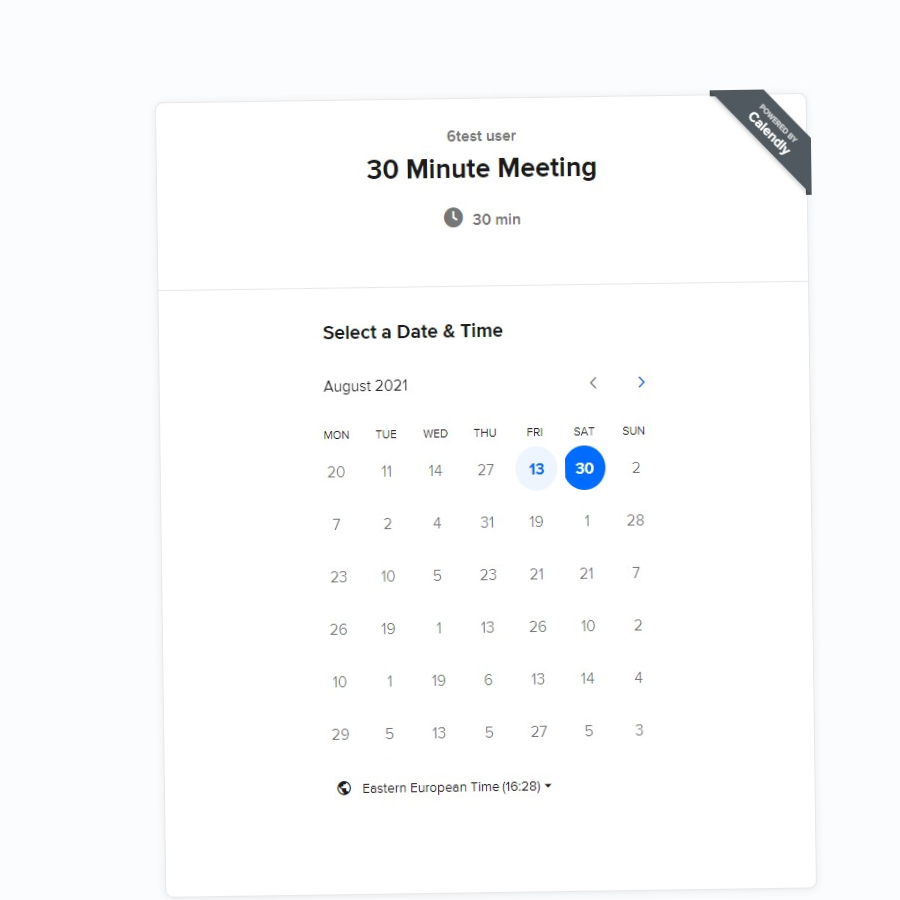 POWERED BY
Calendly
6test user
30 Minute Meeting
30 min
Select a Date & Time
August 2021
MON TUE WED THU FRI SAT SUN
20 11 14 27 13 30 2
7 2 4 31 19 1 28
23 10 5 23 21 21 7
26 19 1 13 26 10 2
10 1 19 6 13 14 4
29 5 13 5 27 5 3
Eastern European Time (16:28)